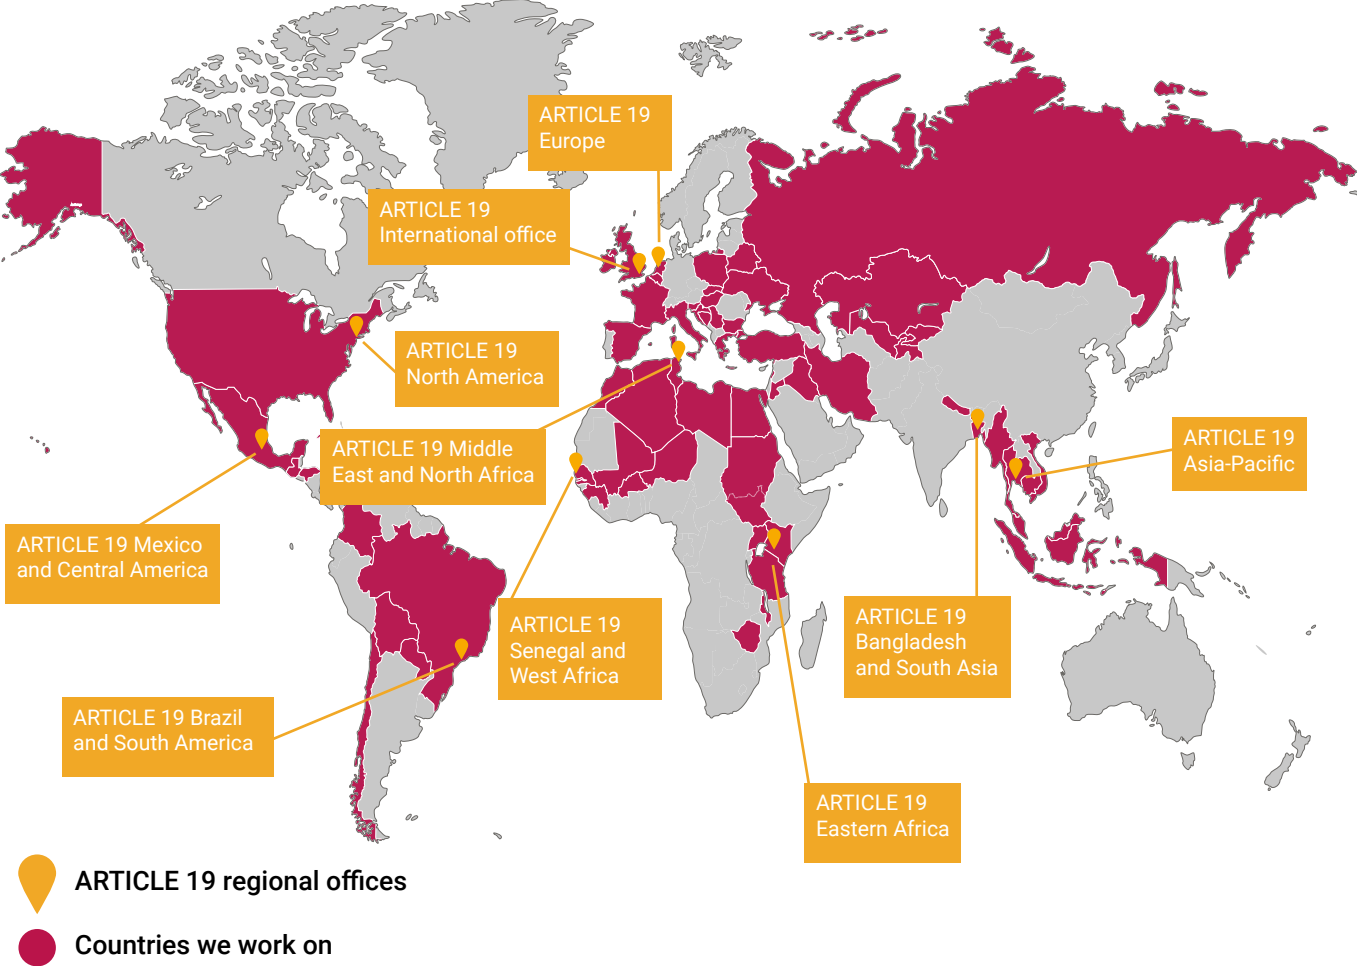 ARTICLE 19
Europe
ARTICLE 19
International office
ARTICLE 19
North America
ARTICLE 19 Middle
East and North Africa
ARTICLE 19
Asia-Pacific
ARTICLE 19 Mexico
and Central America
ARTICLE 19
Senegal and
West Africa
ARTICLE 19
Bangladesh
and South Asia
ARTICLE 19 Brazil
and South America
ARTICLE 19
Eastern Africa
ARTICLE 19 regional offices
Countries we work on